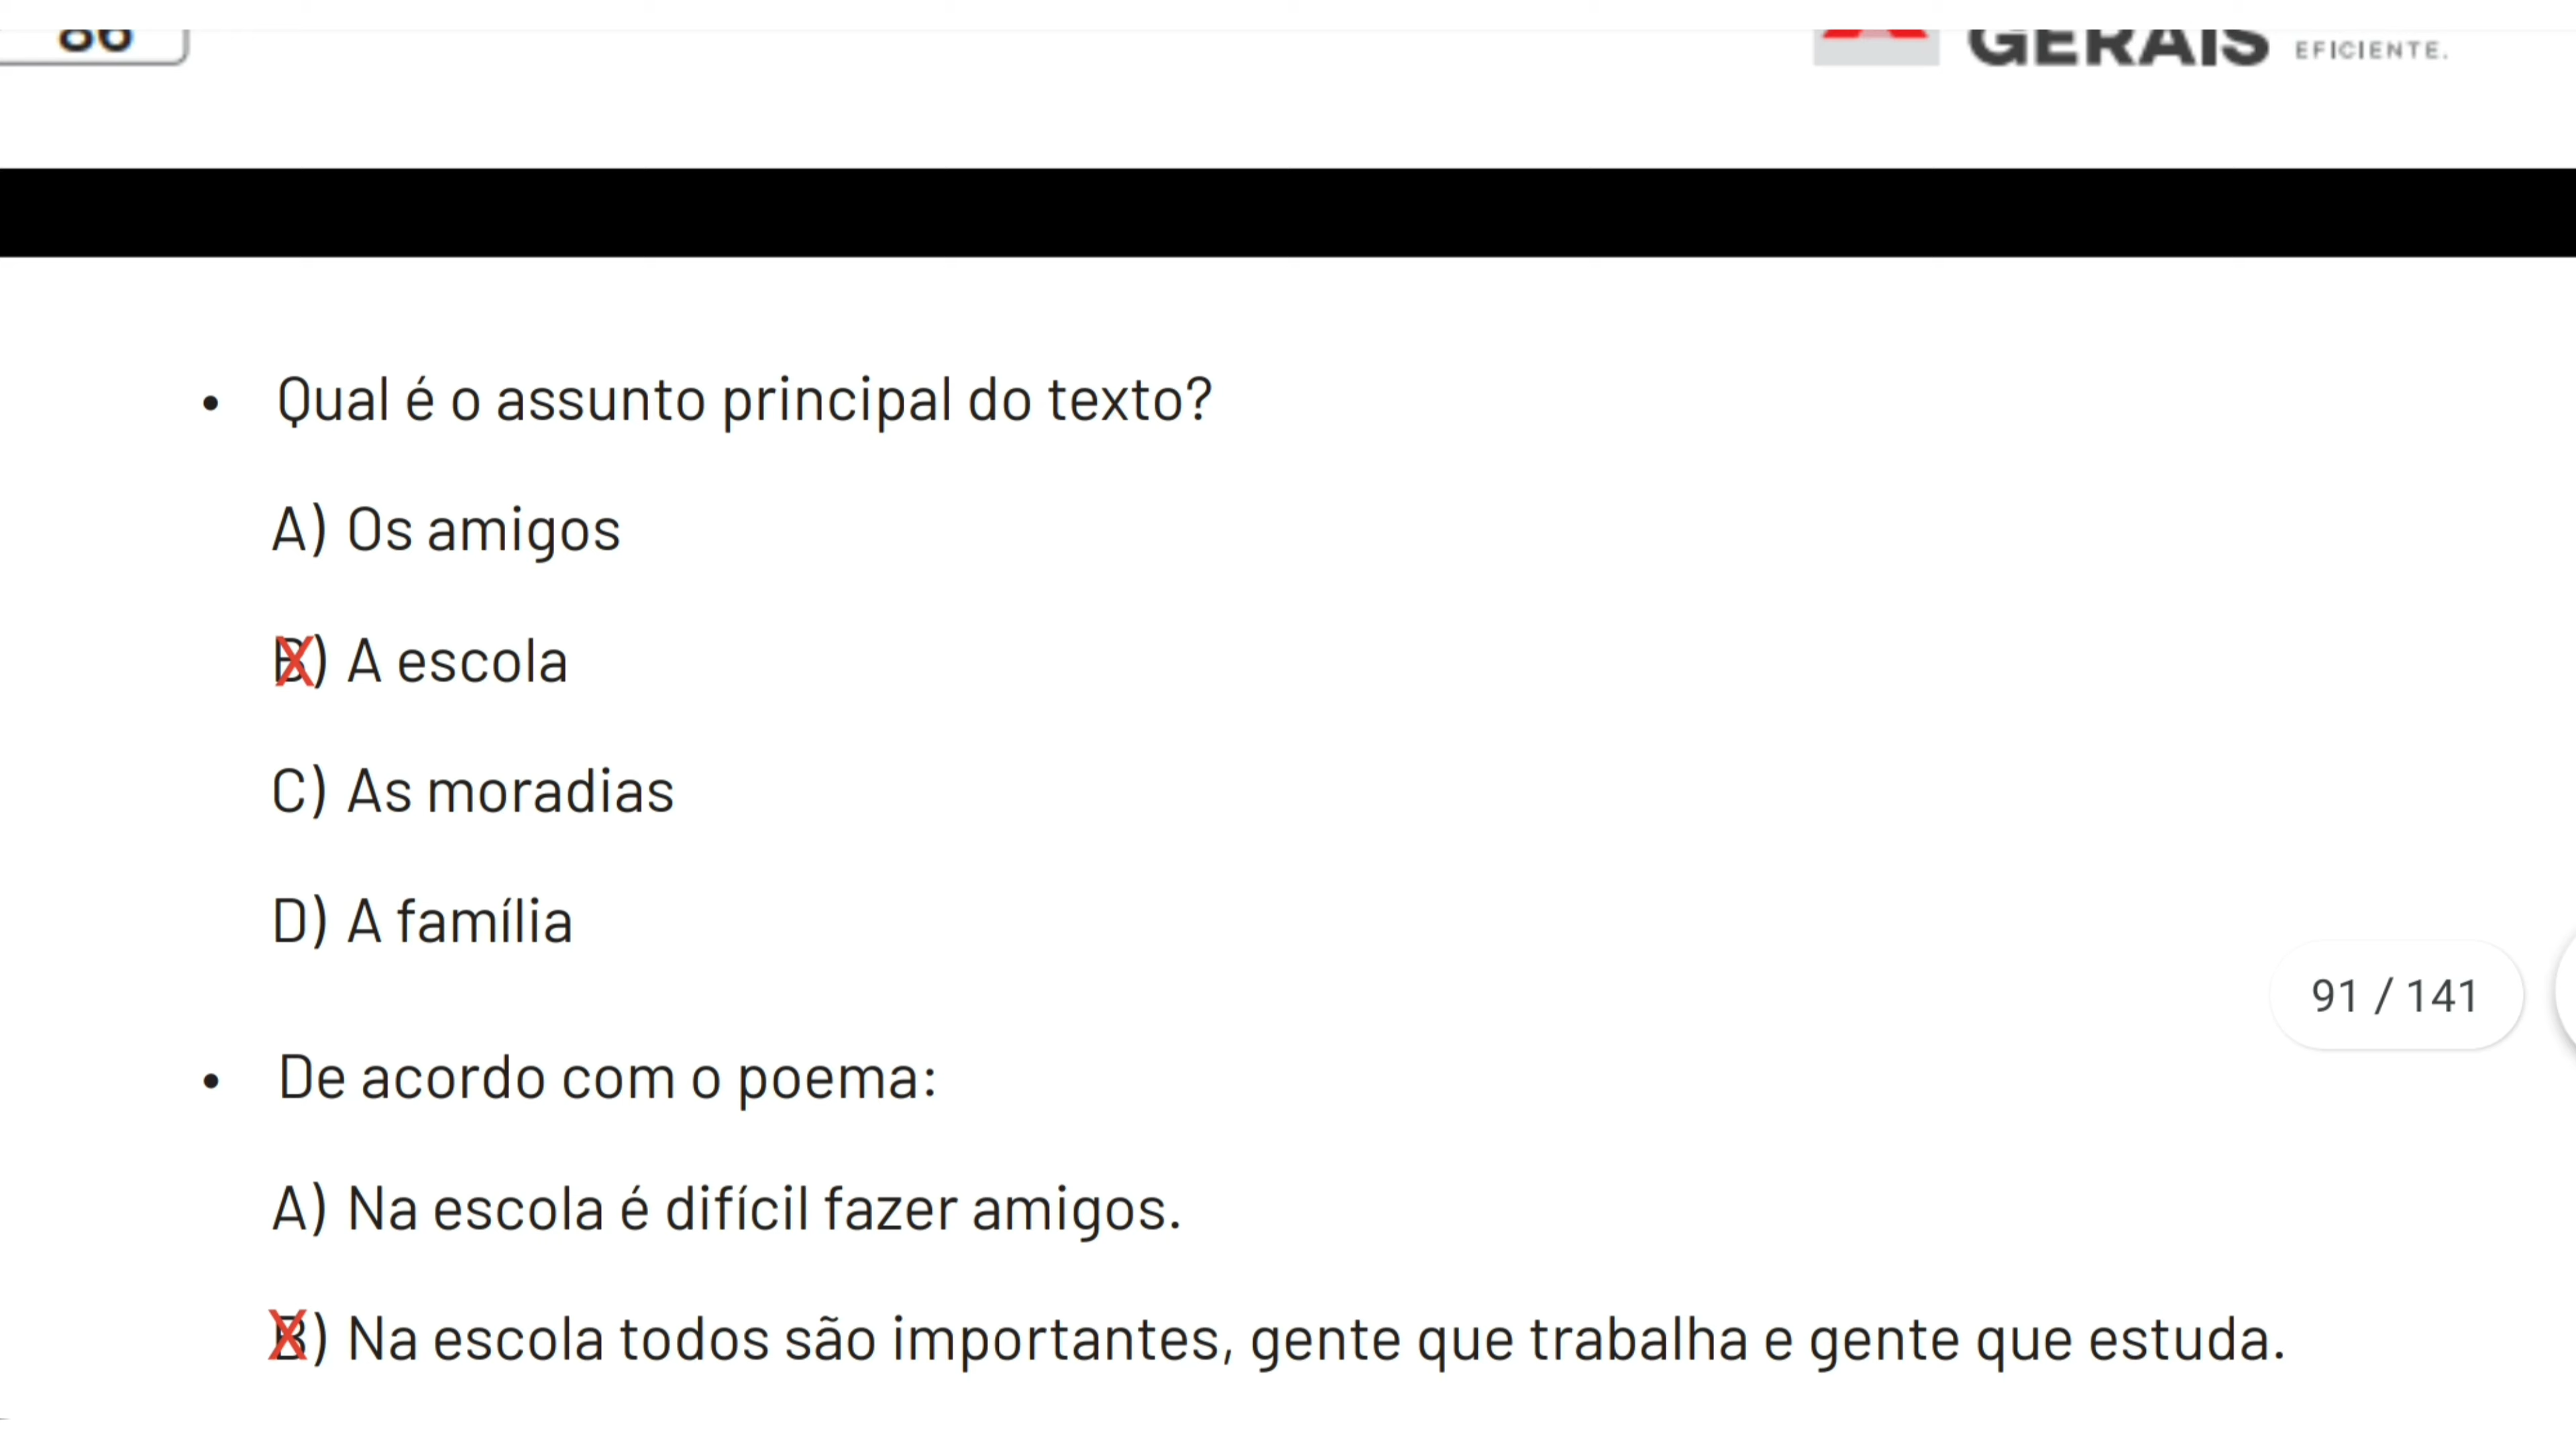 86
GERAIS EFICIENTE.
• Qual é o assunto principal do texto?
A) Os amigos
B) A escola
C) As moradias
D) A família
91 / 141
• De acordo com o poema:
A) Na escola é difícil fazer amigos.
B) Na escola todos são importantes, gente que trabalha e gente que estuda.